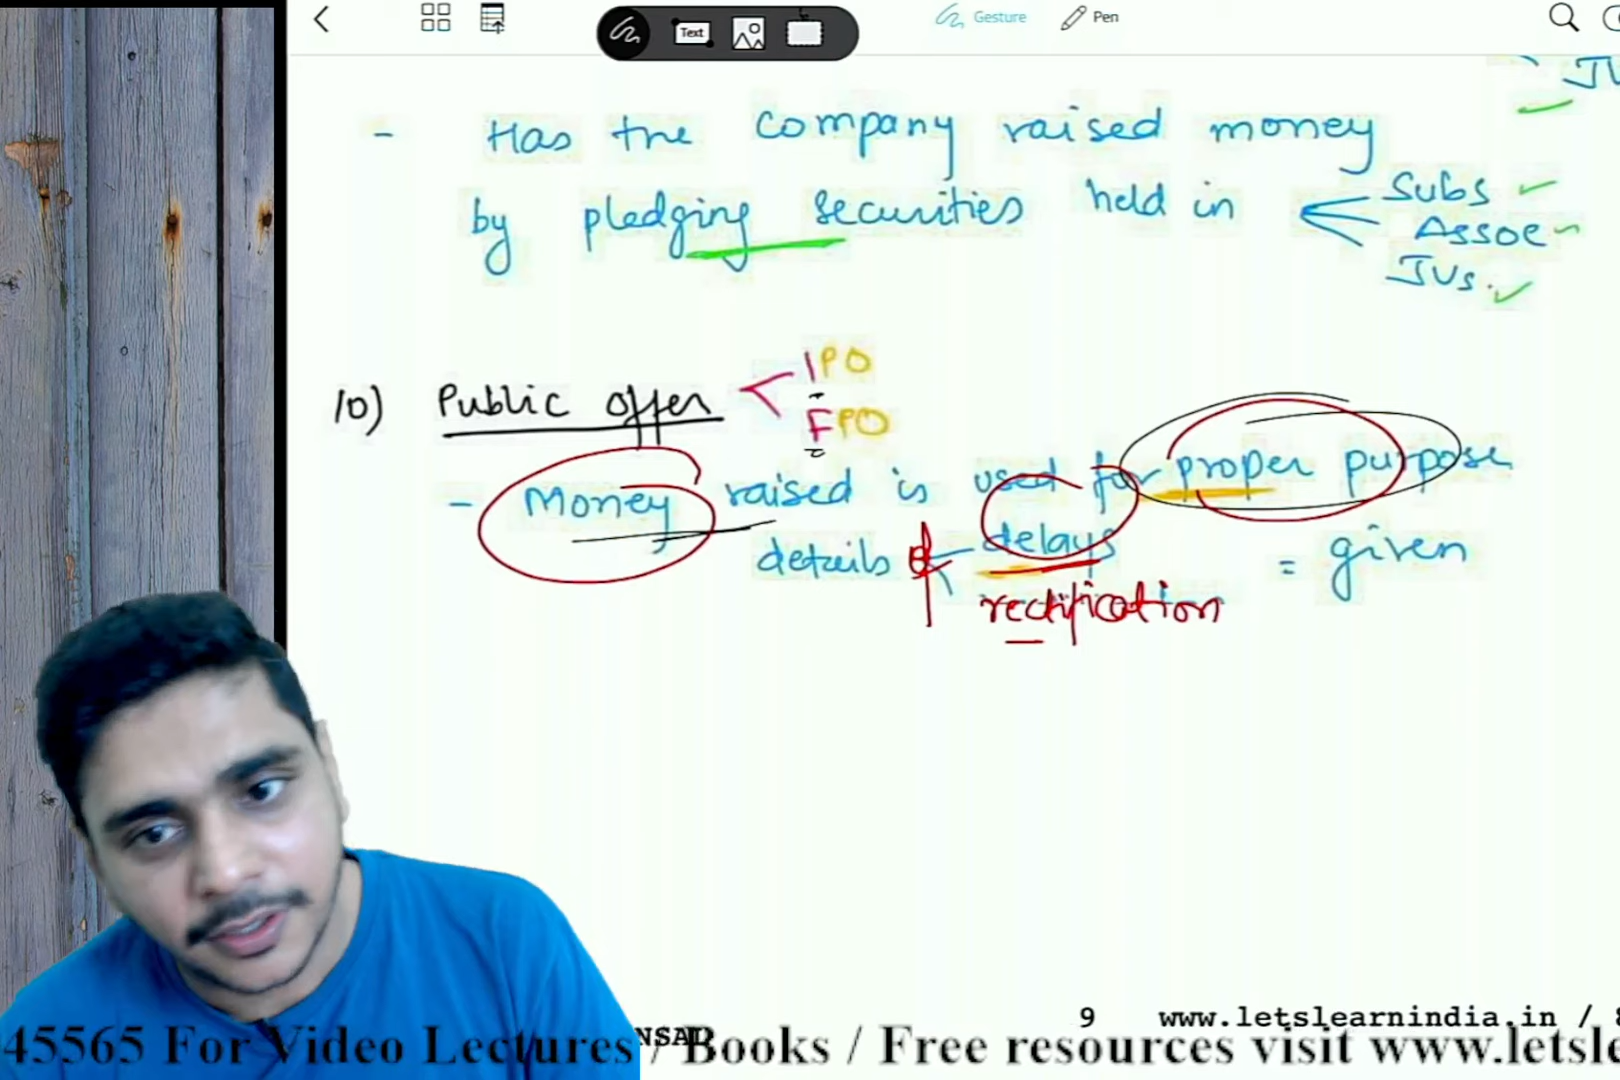 Text
Gesture
Pen
JV
- Has the company raised money
by pledging securities held in
Subs
Assoc
JVs.
10) Public offer
IPO
FPO
- Money raised is used for proper purpose
details
delays
= given
rectification
9 www.letslearnindia.in /
45565 For Video Lectures / Books / Free resources visit www.letsle